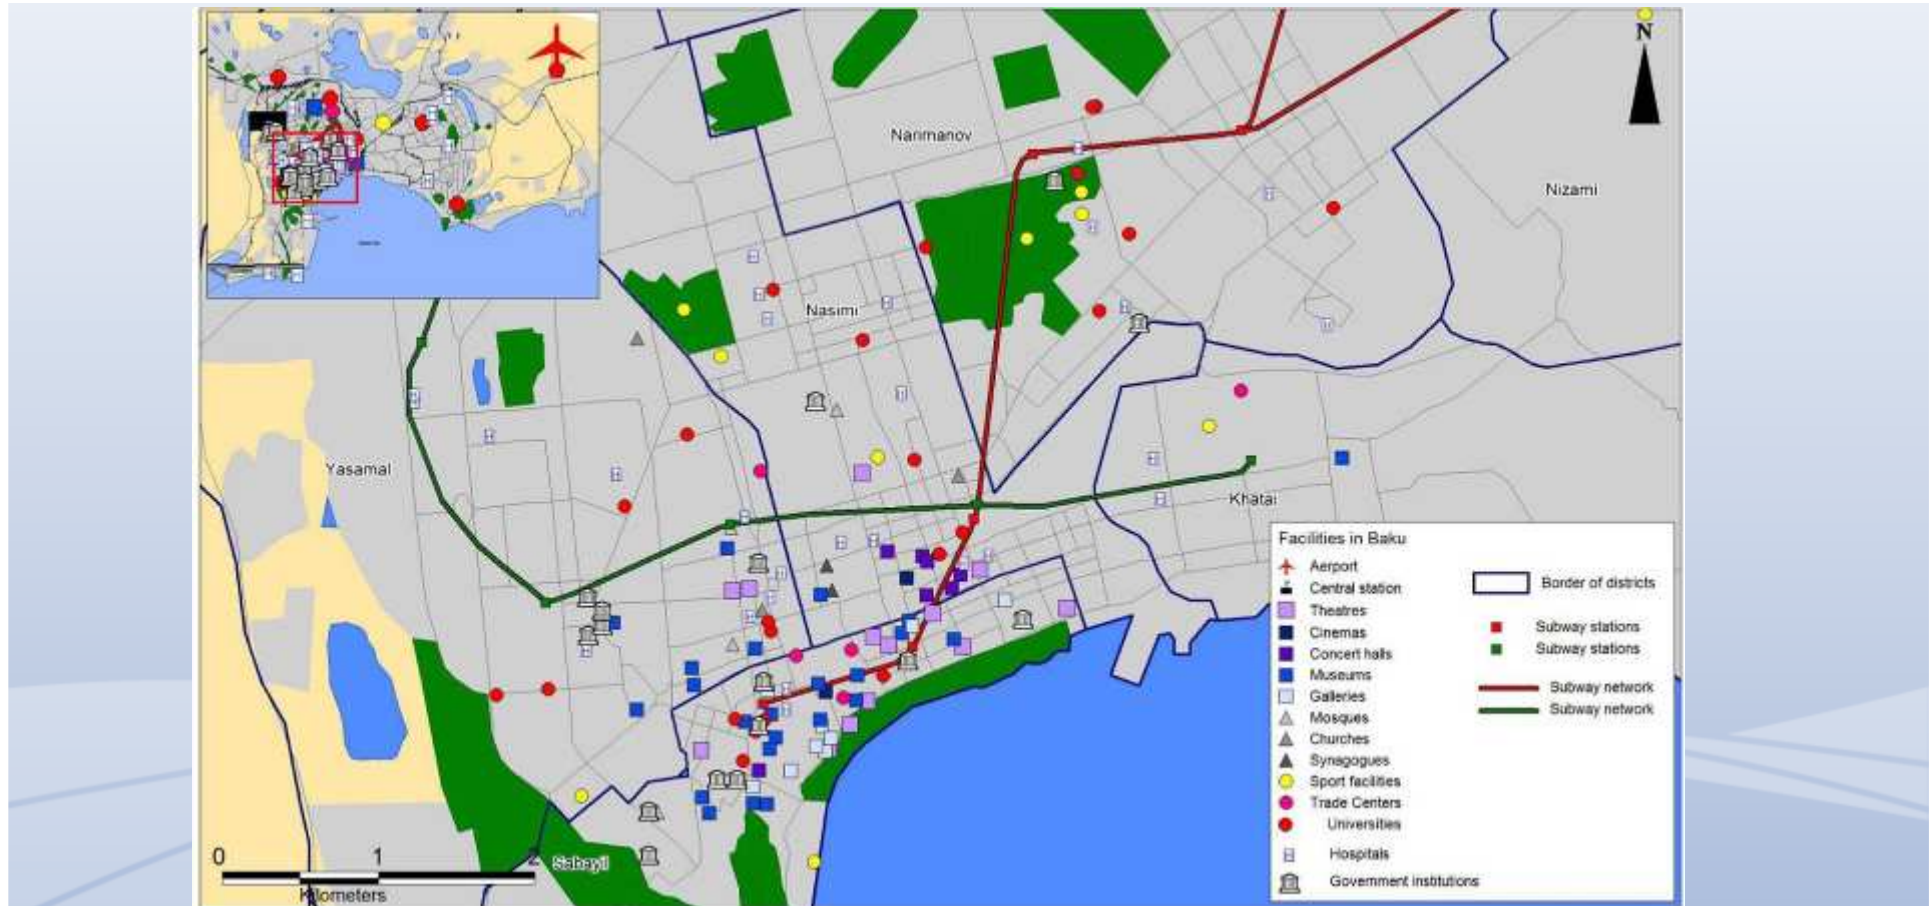 N
Narimanov
Nizami
Nasimi
Yasamal
Khatai
Sabayil
0 1 2
Kilometers
Facilities in Baku
Aerport
Central station
Theatres
Cinemas
Concert halls
Museums
Galleries
Mosques
Churches
Synagogues
Sport facilities
Trade Centers
Universities
Hospitals
Government institutions
Border of districts
Subway stations
Subway stations
Subway network
Subway network